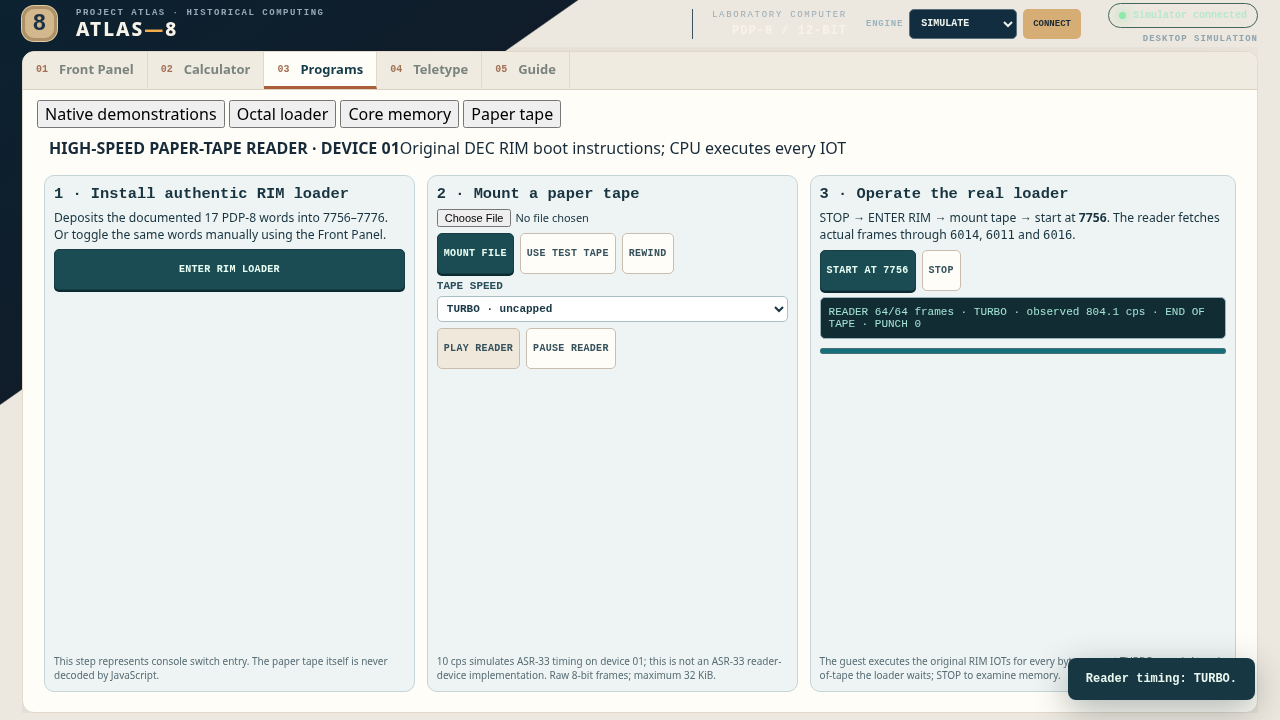 8
PROJECT ATLAS · HISTORICAL COMPUTING
ATLAS—8
LABORATORY COMPUTER
PDP-8 / 12-BIT
ENGINE
SIMULATE
CONNECT
Simulator connected
DESKTOP SIMULATION
01 Front Panel
02 Calculator
03 Programs
04 Teletype
05 Guide
Native demonstrations
Octal loader
Core memory
Paper tape
HIGH-SPEED PAPER-TAPE READER · DEVICE 01Original DEC RIM boot instructions; CPU executes every IOT
1 · Install authentic RIM loader
Deposits the documented 17 PDP-8 words into 7756–7776.
Or toggle the same words manually using the Front Panel.
ENTER RIM LOADER
This step represents console switch entry. The paper tape itself is never
decoded by JavaScript.
2 · Mount a paper tape
Choose File No file chosen
MOUNT FILE
USE TEST TAPE
REWIND
TAPE SPEED
TURBO · uncapped
PLAY READER
PAUSE READER
10 cps simulates ASR-33 timing on device 01; this is not an ASR-33 reader-
device implementation. Raw 8-bit frames; maximum 32 KiB.
3 · Operate the real loader
STOP → ENTER RIM → mount tape → start at 7756. The reader fetches
actual frames through 6014, 6011 and 6016.
START AT 7756
STOP
READER 64/64 frames · TURBO · observed 804.1 cps · END OF
TAPE · PUNCH 0
The guest executes the original RIM IOTs for every
of-tape the loader waits; STOP to examine memory.
Reader timing: TURBO.